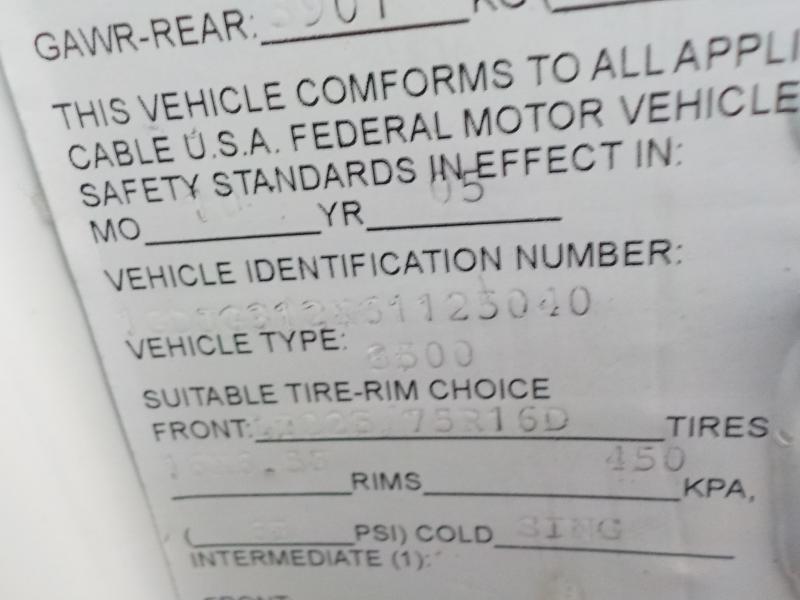 GAWR-REAR:
THIS VEHICLE COMFORMS TO ALL APPLI
CABLE U.S.A. FEDERAL MOTOR VEHICLE
SAFETY STANDARDS IN EFFECT IN:
MO YR 05
VEHICLE IDENTIFICATION NUMBER:
VEHICLE TYPE:
SUITABLE TIRE-RIM CHOICE
FRONT: 75R16D TIRES
RIMS 450 KPA,
( PSI) COLD SING
INTERMEDIATE (1):